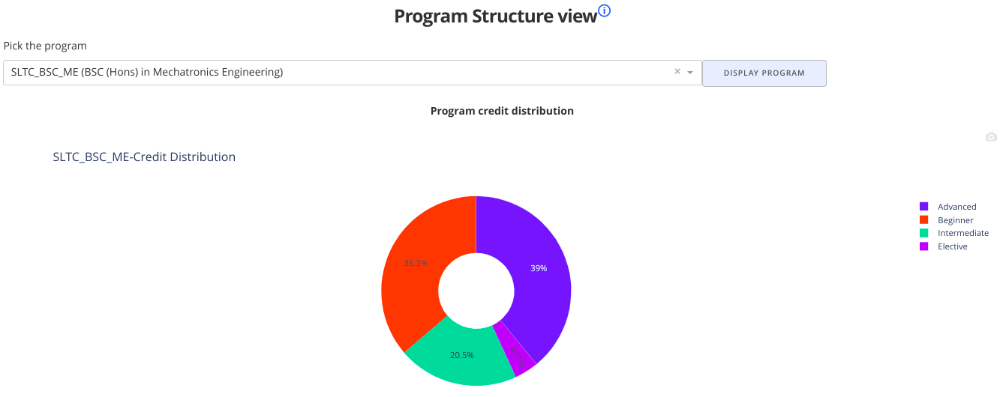 Program Structure view
Pick the program
SLTC_BSC_ME (BSC (Hons) in Mechatronics Engineering)
× 
DISPLAY PROGRAM
Program credit distribution
SLTC_BSC_ME-Credit Distribution
Advanced
Beginner
Intermediate
Elective
36.3%
39%
20.5%